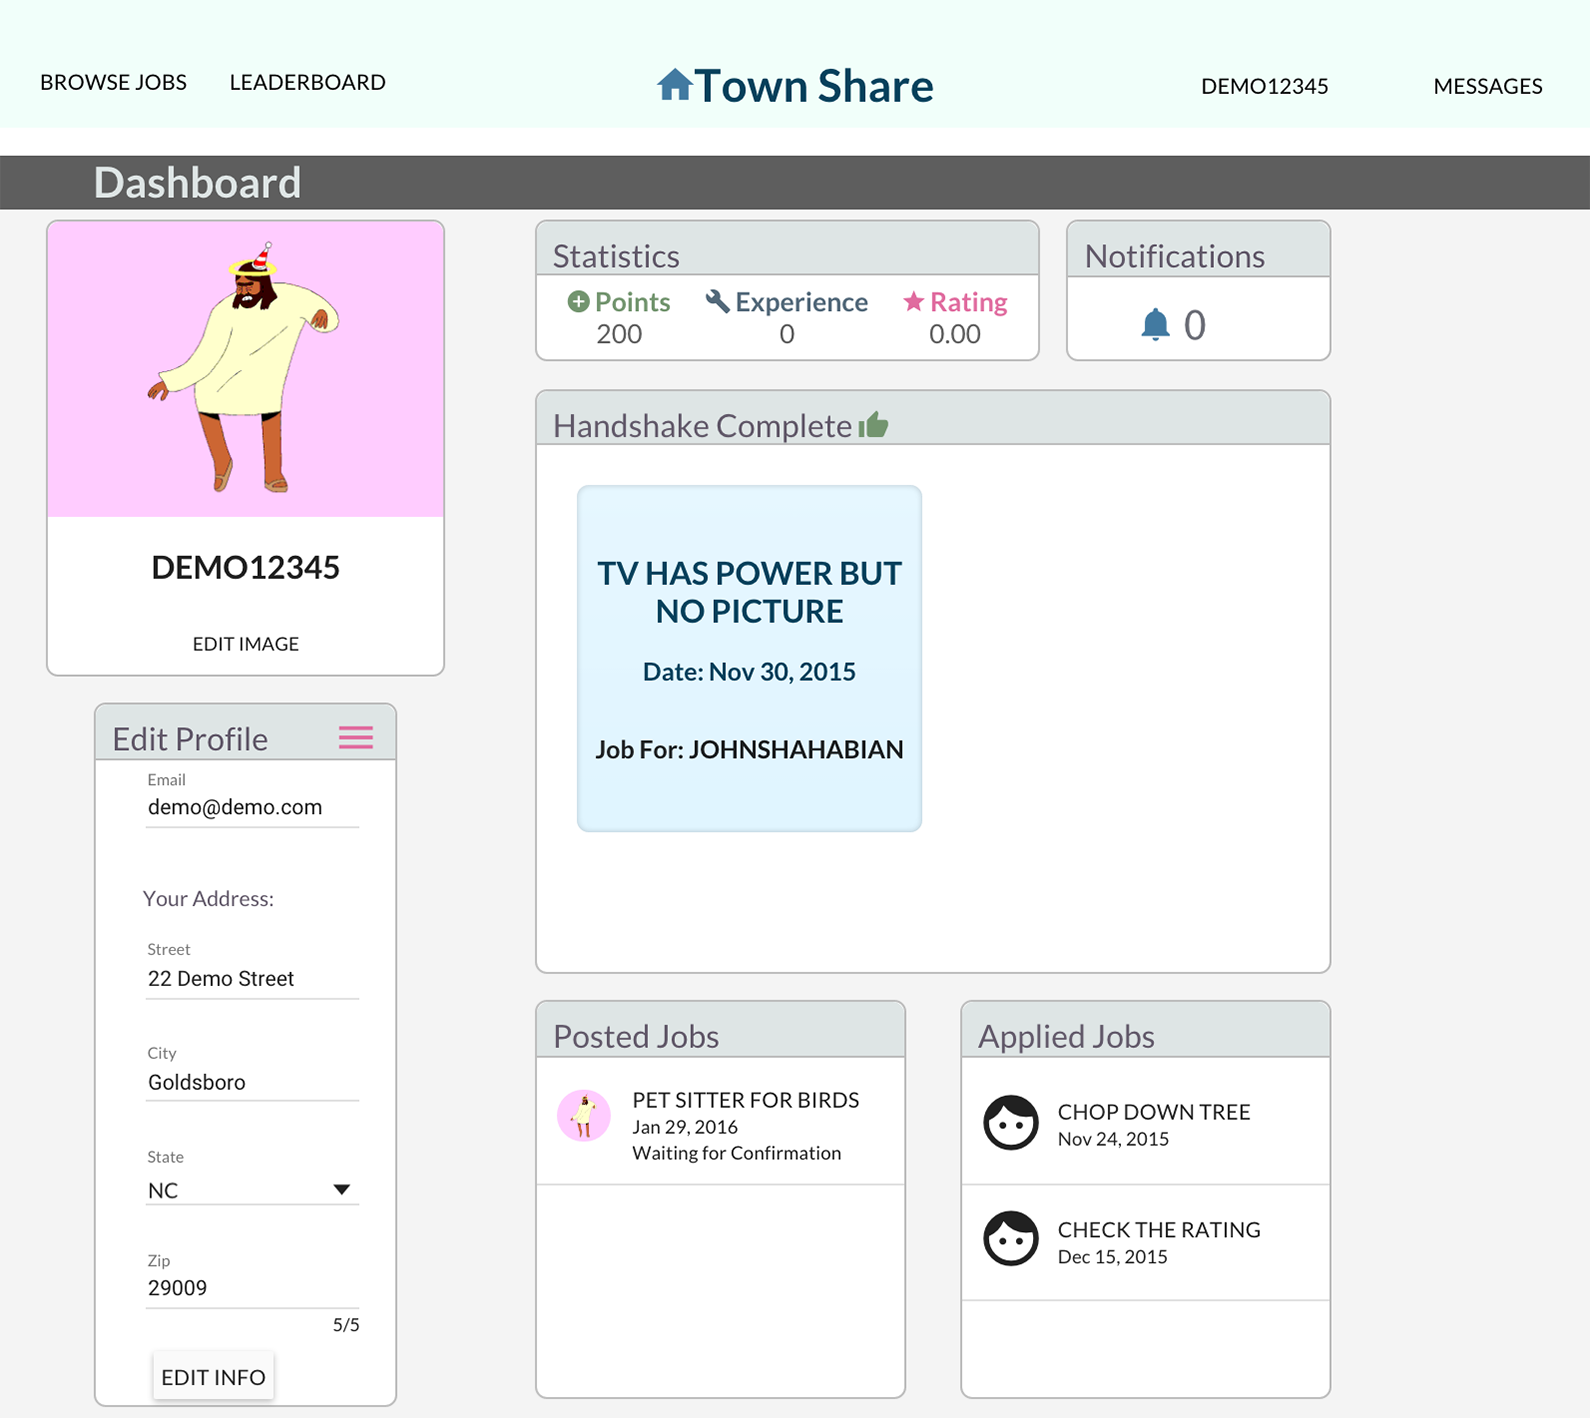 BROWSE JOBS
LEADERBOARD
Town Share
DEMO12345
MESSAGES
Dashboard
DEMO12345
EDIT IMAGE
Edit Profile
Email
demo@demo.com
Your Address:
Street
22 Demo Street
City
Goldsboro
State
NC
Zip
29009
5/5
EDIT INFO
Statistics
Points
200
Experience
0
Rating
0.00
Notifications
0
Handshake Complete
TV HAS POWER BUT
NO PICTURE
Date: Nov 30, 2015
Job For: JOHNSHAHABIAN
Posted Jobs
PET SITTER FOR BIRDS
Jan 29, 2016
Waiting for Confirmation
Applied Jobs
CHOP DOWN TREE
Nov 24, 2015
CHECK THE RATING
Dec 15, 2015